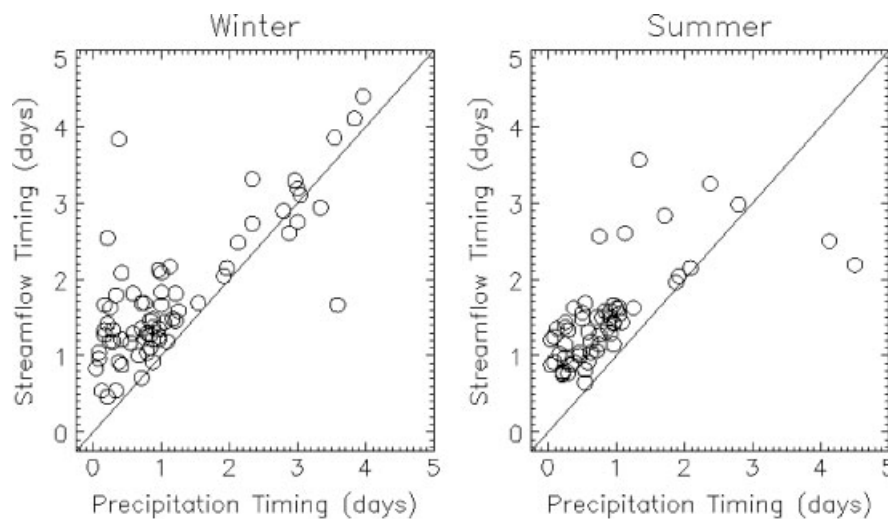 Winter
5
4
3
2
1
0
Streamflow Timing (days)
0 1 2 3 4 5
Precipitation Timing (days)
Summer
5
4
3
2
1
0
Streamflow Timing (days)
0 1 2 3 4 5
Precipitation Timing (days)